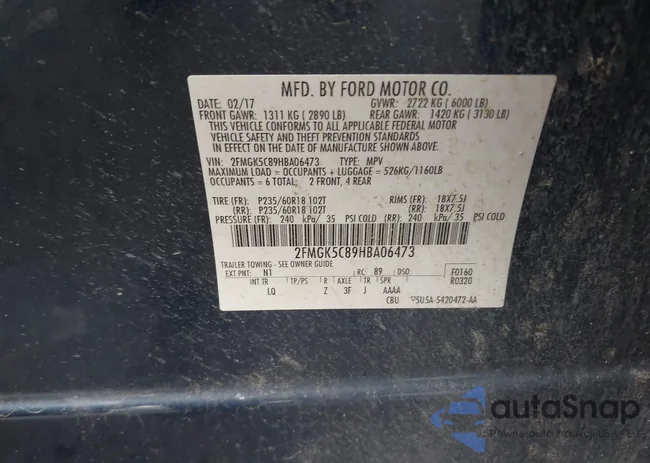 MFD. BY FORD MOTOR CO.
DATE: 02/17 GVWR: 2722 KG (6000 LB)
FRONT GAWR: 1311 KG (2890 LB) REAR GAWR: 1420 KG (3130 LB)
THIS VEHICLE CONFORMS TO ALL APPLICABLE FEDERAL MOTOR
VEHICLE SAFETY AND THEFT PREVENTION STANDARDS
IN EFFECT ON THE DATE OF MANUFACTURE SHOWN ABOVE.
VIN: 2FMGK5C89HBA06473 TYPE: MPV
MAXIMUM LOAD = OCCUPANTS + LUGGAGE = 526KG/1160LB
OCCUPANTS = 6 TOTAL: 2 FRONT, 4 REAR
TIRE (FR): P235/60R18 102T RIMS (FR): 18X7.5J
(RR): P235/60R18 102T (RR): 18X7.5J
PRESSURE (FR): 240 kPa/ 35 PSI COLD (RR): 240 kPa/ 35 PSI COLD
2FMGK5C89HBA06473
TRAILER TOWING - SEE OWNER GUIDE
EXT PNT: N1 RC: 89 DSO: F0160
INT TR TP/PS R AXLE TR SPR R0320
LQ Z 3F J AAAA
CBU 5U5A-5420472-AA
autoSnap